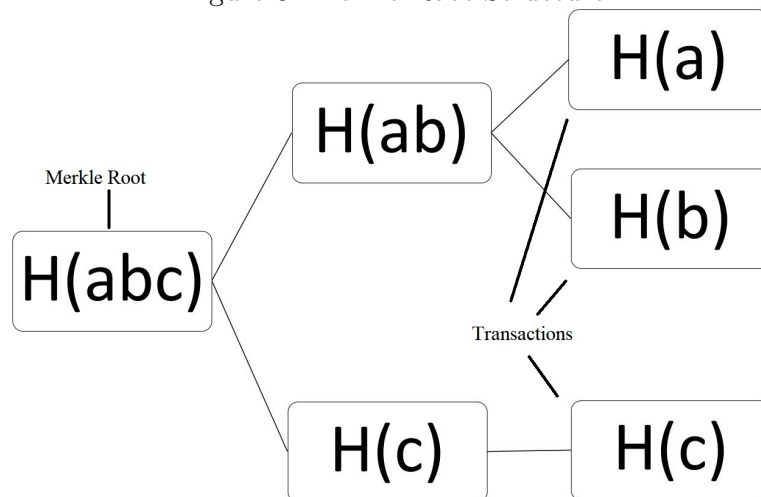 H(a)
H(ab)
Merkle Root
H(b)
H(abc)
Transactions
H(c)
H(c)